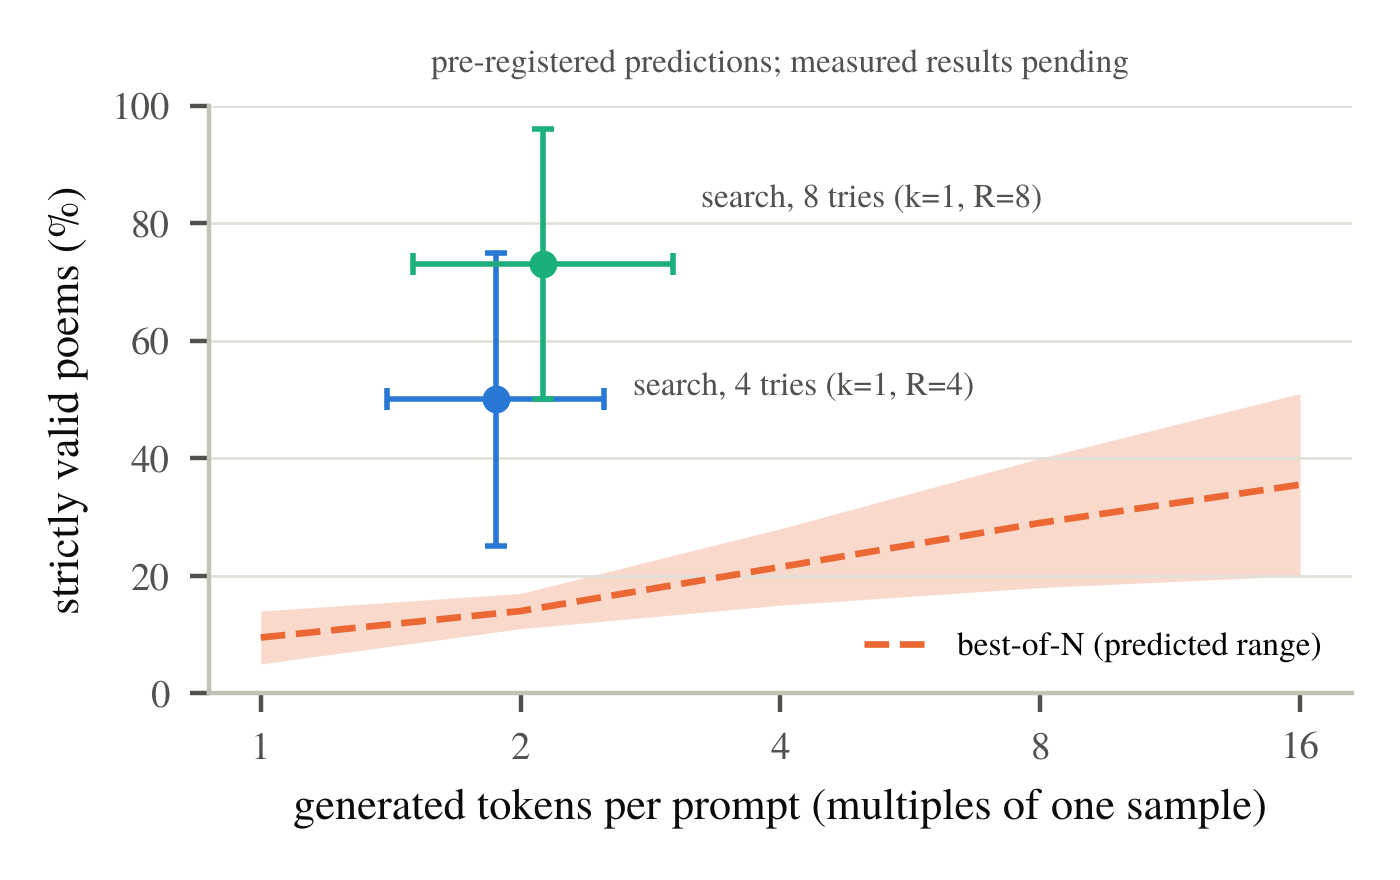 pre-registered predictions; measured results pending
100
80
60
40
20
0
strictly valid poems (%)
search, 8 tries (k=1, R=8)
search, 4 tries (k=1, R=4)
best-of-N (predicted range)
1 2 4 8 16
generated tokens per prompt (multiples of one sample)